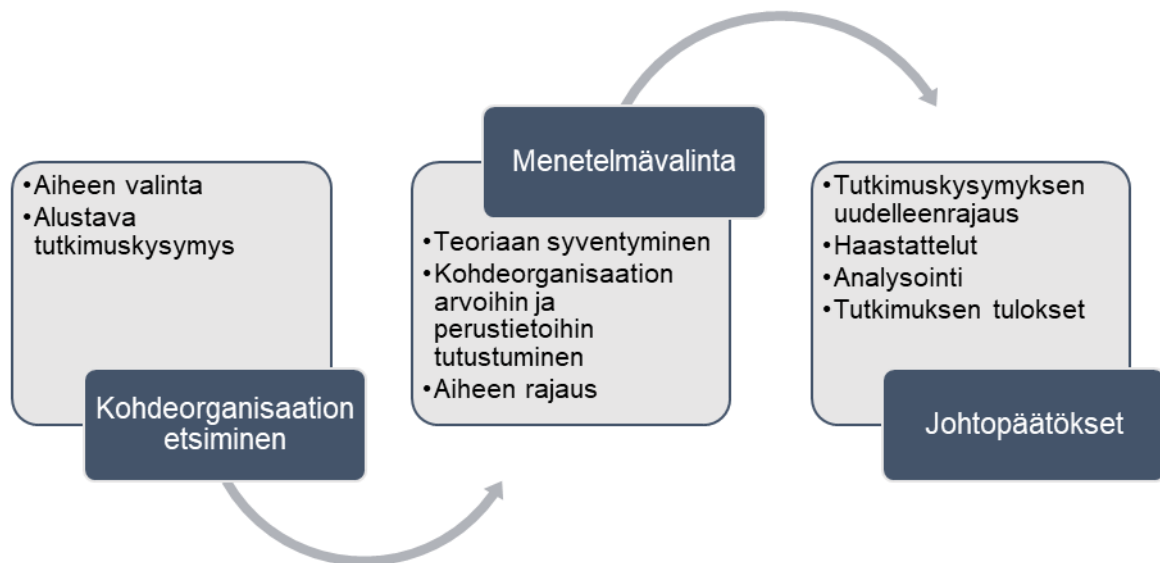 •Aiheen valinta
•Alustava
tutkimuskysymys
Kohdeorganisaation
etsiminen
Menetelmävalinta
•Teoriaan syventyminen
•Kohdeorganisaation
arvoihin ja
perustietoihin
tutustuminen
•Aiheen rajaus
•Tutkimuskysymyksen
uudelleenrajaus
•Haastattelut
•Analysointi
•Tutkimuksen tulokset
Johtopäätökset